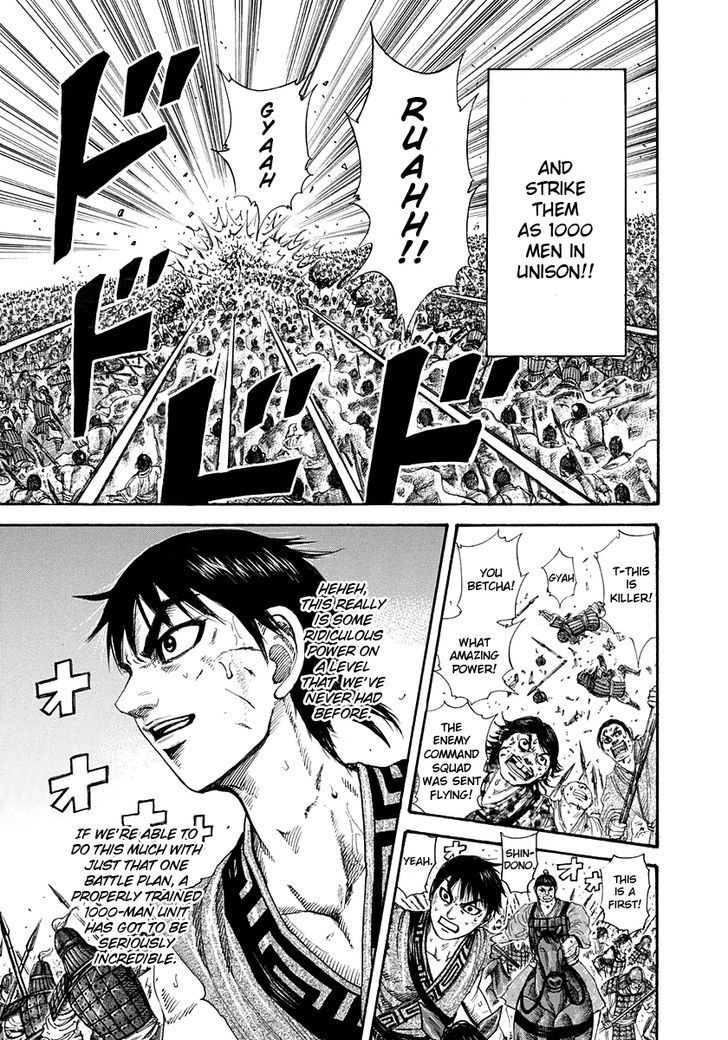 AND
STRIKE
THEM
AS 1000
MEN IN
UNISON!!
RUAHH!!
GYAAH
ド
ド
ド
ド
T-THIS
IS
KILLER!
GYAH
YOU
BETCHA!
WHAT
AMAZING
POWER!
THE
ENEMY
COMMAND
SQUAD
WAS SENT
FLYING!
THIS
IS A
FIRST!
SHIN-
DONO.
YEAH.
オオ
HEHEH,
THIS REALLY
IS SOME
RIDICULOUS
POWER ON
A LEVEL
THAT WE'VE
NEVER HAD
BEFORE.
オ
オ
オ
オ
IF WE'RE ABLE TO
DO THIS MUCH WITH
JUST THAT ONE
BATTLE PLAN, A
PROPERLY TRAINED
1000-MAN UNIT
HAS GOT TO BE
SERIOUSLY
INCREDIBLE.